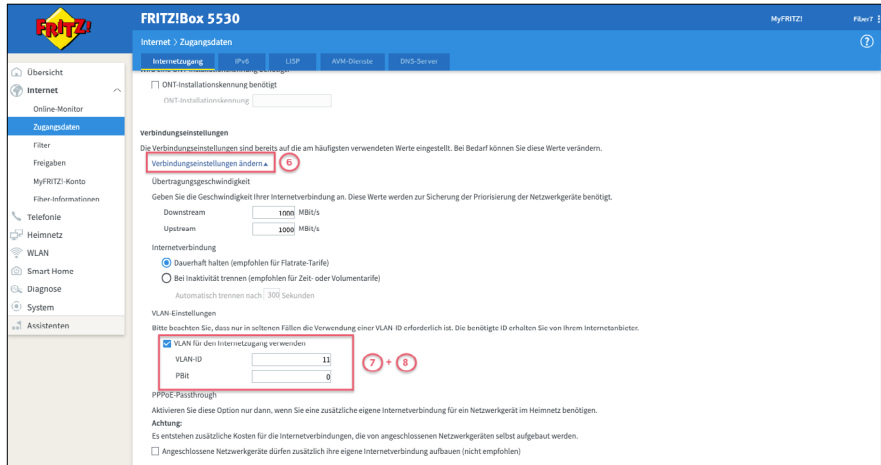 FRITZ!
FRITZ!Box 5530
MyFRITZ!
Fiber7
Internet > Zugangsdaten
?
Internetzugang
IPv6
LISP
AVM-Dienste
DNS-Server
Übersicht
Internet
Online-Monitor
Zugangsdaten
Filter
Freigaben
MyFRITZ!-Konto
Fiber-Informationen
Telefonie
Heimnetz
WLAN
Smart Home
Diagnose
System
Assistenten
ONT-Installationskennung benötigt
ONT-Installationskennung
Verbindungseinstellungen
Die Verbindungseinstellungen sind bereits auf die am häufigsten verwendeten Werte eingestellt. Bei Bedarf können Sie diese Werte verändern.
Verbindungseinstellungen ändern ▴ 6
Übertragungsgeschwindigkeit
Geben Sie die Geschwindigkeit Ihrer Internetverbindung an. Diese Werte werden zur Sicherung der Priorisierung der Netzwerkgeräte benötigt.
Downstream 1000 MBit/s
Upstream 1000 MBit/s
Internetverbindung
Dauerhaft halten (empfohlen für Flatrate-Tarife)
Bei Inaktivität trennen (empfohlen für Zeit- oder Volumentarife)
Automatisch trennen nach 300 Sekunden
VLAN-Einstellungen
Bitte beachten Sie, dass nur in seltenen Fällen die Verwendung einer VLAN-ID erforderlich ist. Die benötigte ID erhalten Sie von Ihrem Internetanbieter.
VLAN für den Internetzugang verwenden
VLAN-ID 11
PBit 0
7 + 8
PPPoE-Passthrough
Aktivieren Sie diese Option nur dann, wenn Sie eine zusätzliche eigene Internetverbindung für ein Netzwerkgerät im Heimnetz benötigen.
Achtung:
Es entstehen zusätzliche Kosten für die Internetverbindungen, die von angeschlossenen Netzwerkgeräten selbst aufgebaut werden.
Angeschlossene Netzwerkgeräte dürfen zusätzlich ihre eigene Internetverbindung aufbauen (nicht empfohlen)